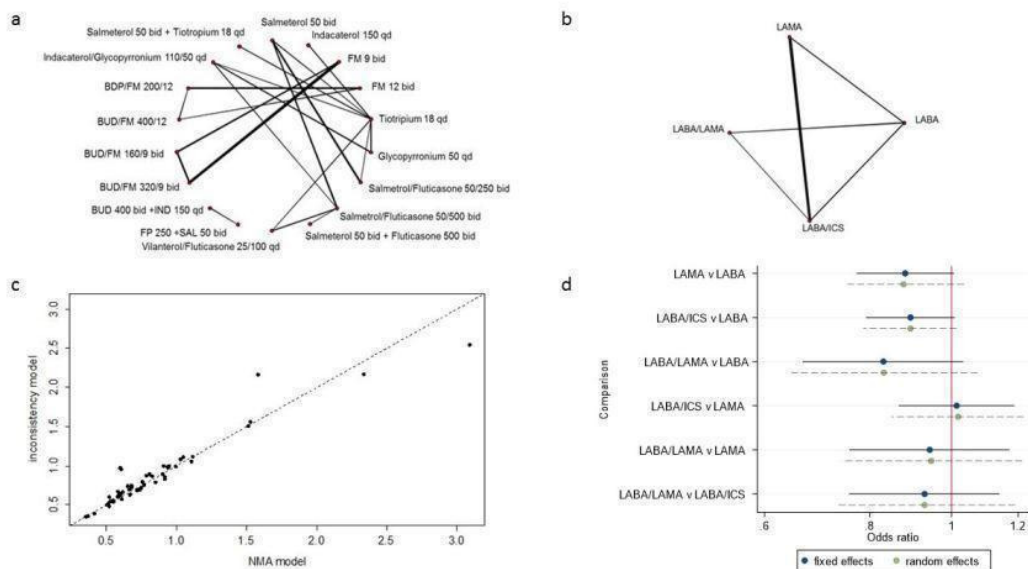 a
Salmeterol 50 bid
Salmeterol 50 bid + Tiotropium 18 qd
Indacaterol 150 qd
Indacaterol/Glycopyrronium 110/50 qd
FM 9 bid
BDP/FM 200/12
FM 12 bid
BUD/FM 400/12
Tiotripium 18 qd
BUD/FM 160/9 bid
Glycopyrronium 50 qd
BUD/FM 320/9 bid
Salmetrol/Fluticasone 50/250 bid
BUD 400 bid +IND 150 qd
Salmetrol/Fluticasone 50/500 bid
FP 250 +SAL 50 bid
Salmeterol 50 bid + Fluticasone 500 bid
Vilanterol/Fluticasone 25/100 qd
b
LAMA
LABA
LABA/LAMA
LABA/ICS
c
inconsistency model
3.0
2.5
2.0
1.5
1.0
0.5
0.5 1.0 1.5 2.0 2.5 3.0
NMA model
d
Comparison
LAMA v LABA
LABA/ICS v LABA
LABA/LAMA v LABA
LABA/ICS v LAMA
LABA/LAMA v LAMA
LABA/LAMA v LABA/ICS
.6 .8 1 1.2
Odds ratio
fixed effects random effects